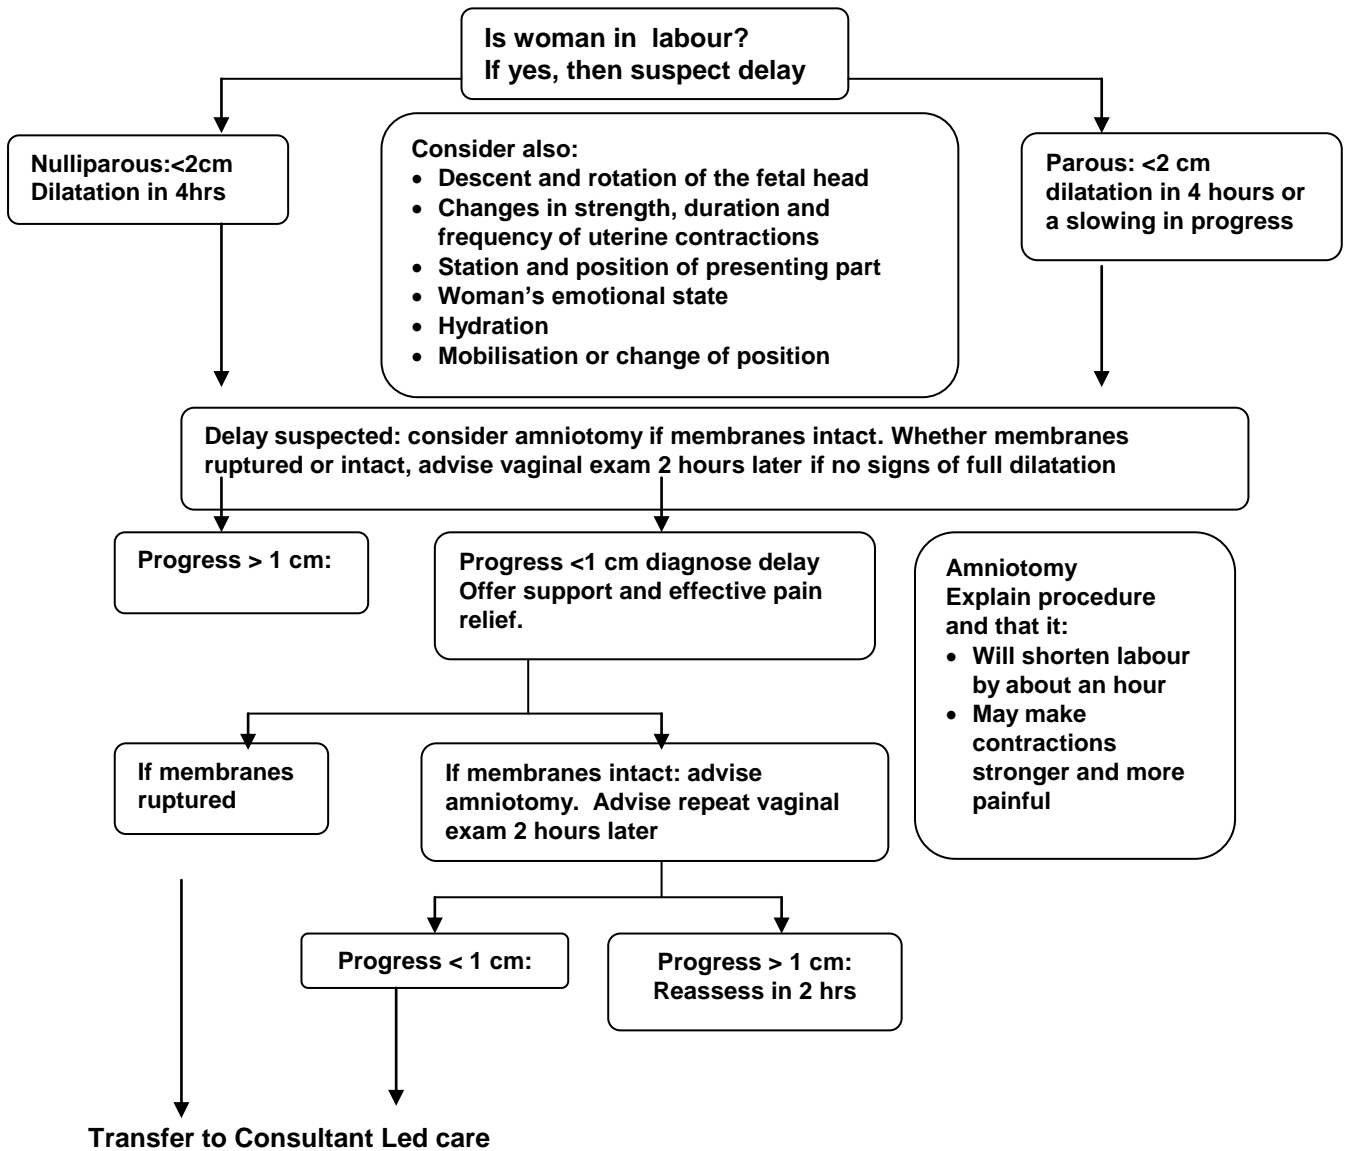 Is woman in labour?
If yes, then suspect delay
Nulliparous:<2cm
Dilatation in 4hrs
Consider also:
• Descent and rotation of the fetal head
• Changes in strength, duration and
frequency of uterine contractions
• Station and position of presenting part
• Woman’s emotional state
• Hydration
• Mobilisation or change of position
Parous: <2 cm
dilatation in 4 hours or
a slowing in progress
Delay suspected: consider amniotomy if membranes intact. Whether membranes
ruptured or intact, advise vaginal exam 2 hours later if no signs of full dilatation
Progress > 1 cm:
Progress <1 cm diagnose delay
Offer support and effective pain
relief.
Amniotomy
Explain procedure
and that it:
• Will shorten labour
by about an hour
• May make
contractions
stronger and more
painful
If membranes
ruptured
If membranes intact: advise
amniotomy.  Advise repeat vaginal
exam 2 hours later
Progress < 1 cm:
Progress > 1 cm:
Reassess in 2 hrs
Transfer to Consultant Led care